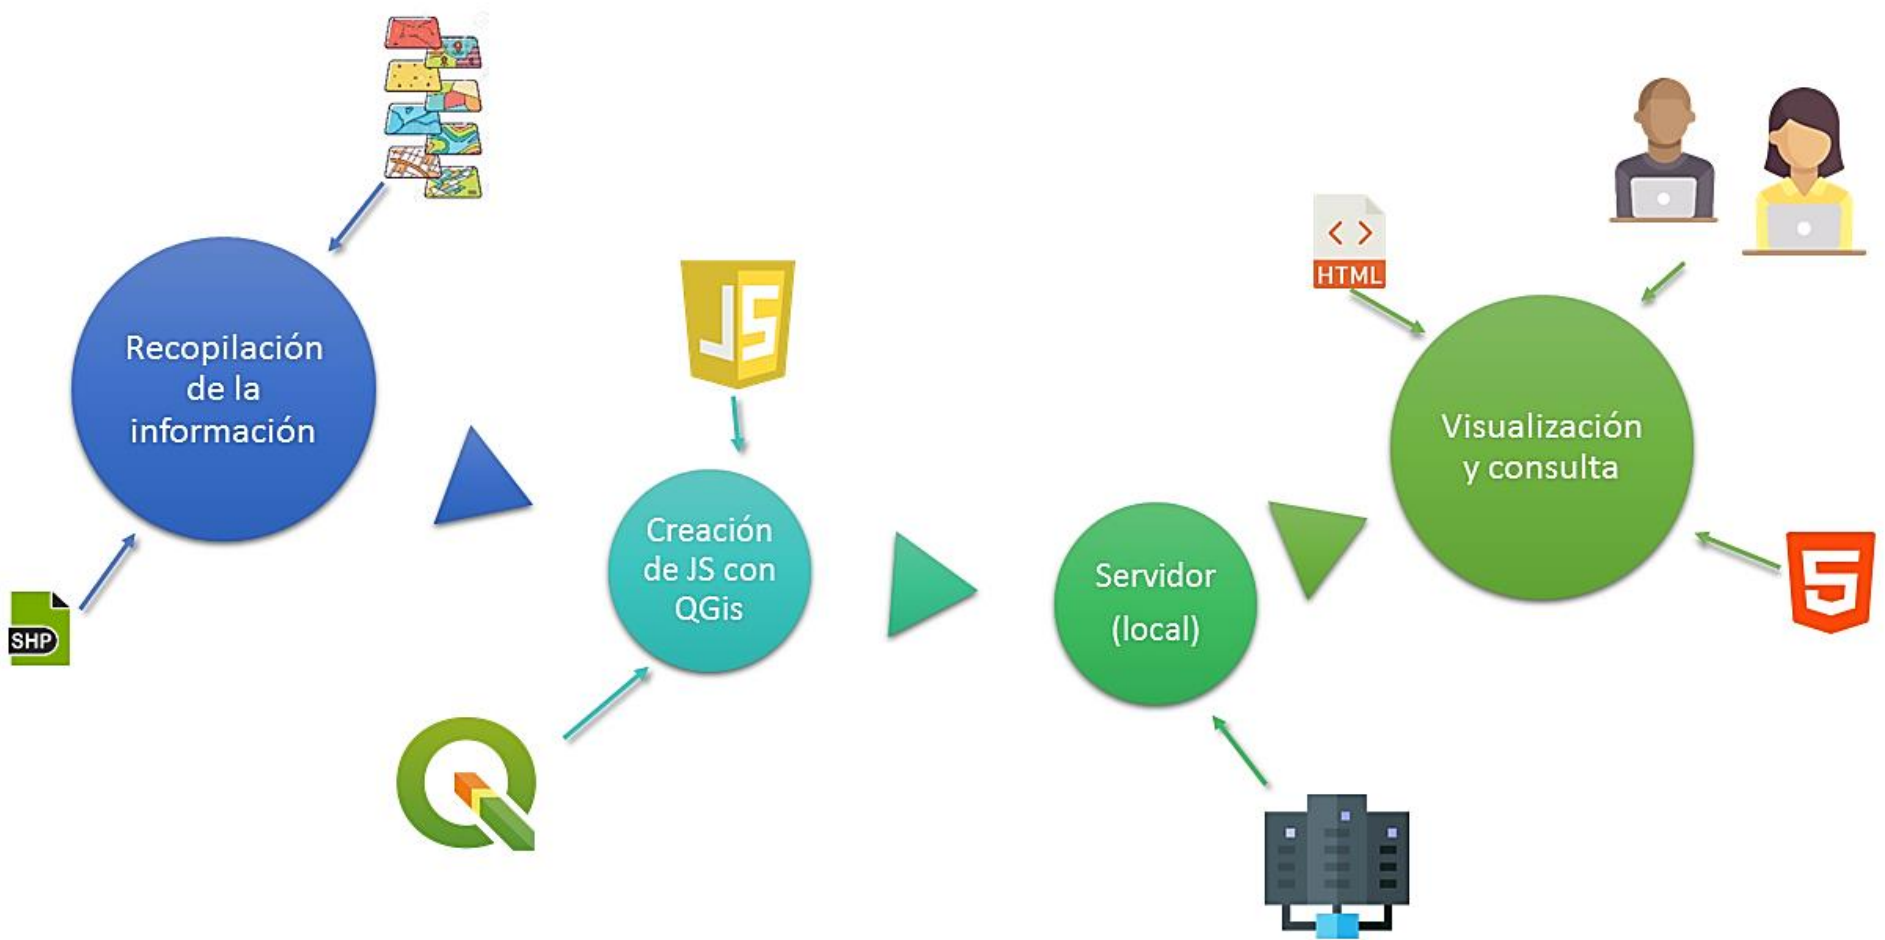 Recopilación
de la
información
SHP
JS
Creación
de JS con
QGis
Servidor
(local)
HTML
Visualización
y consulta
5